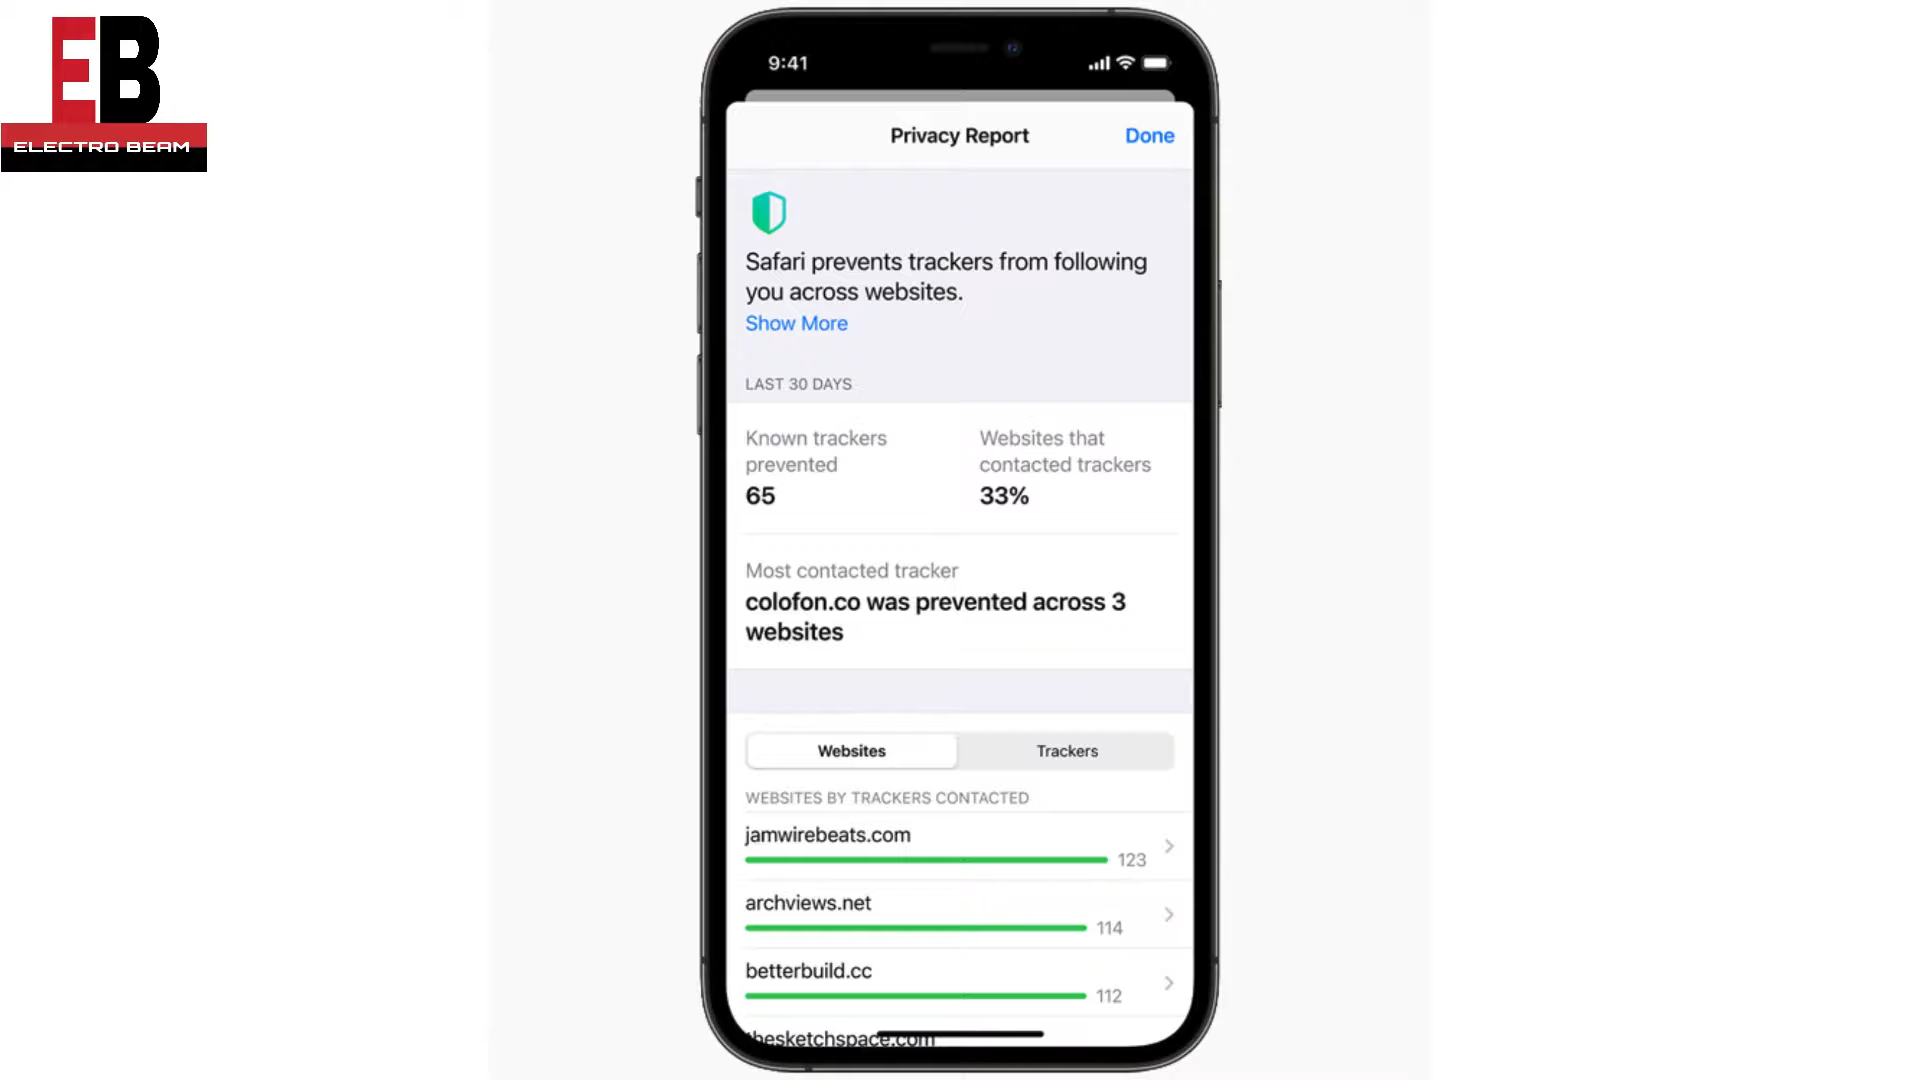 EB
ELECTRO BEAM
9:41
Privacy Report
Done
Safari prevents trackers from following
you across websites.
Show More
LAST 30 DAYS
Known trackers
prevented
65
Websites that
contacted trackers
33%
Most contacted tracker
colofon.co was prevented across 3
websites
Websites
Trackers
WEBSITES BY TRACKERS CONTACTED
jamwirebeats.com
123
archviews.net
114
betterbuild.cc
112
thesketchspace.com